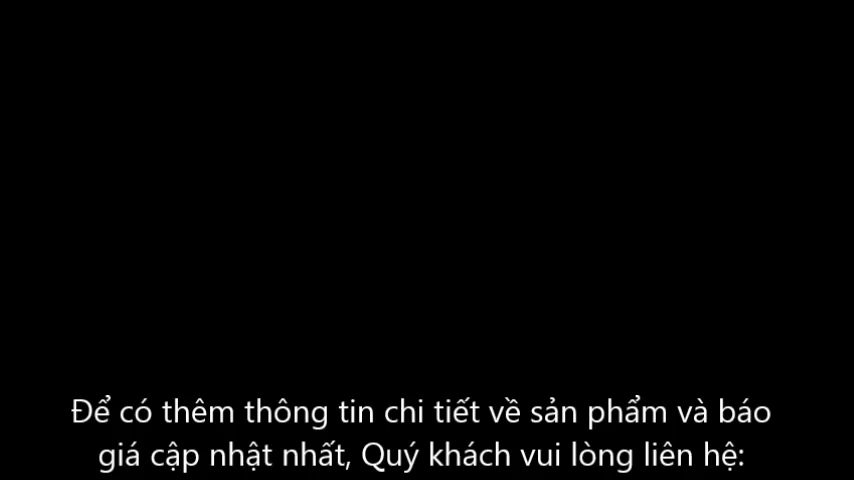 Để có thêm thông tin chi tiết về sản phẩm và báo
giá cập nhật nhất, Quý khách vui lòng liên hệ: